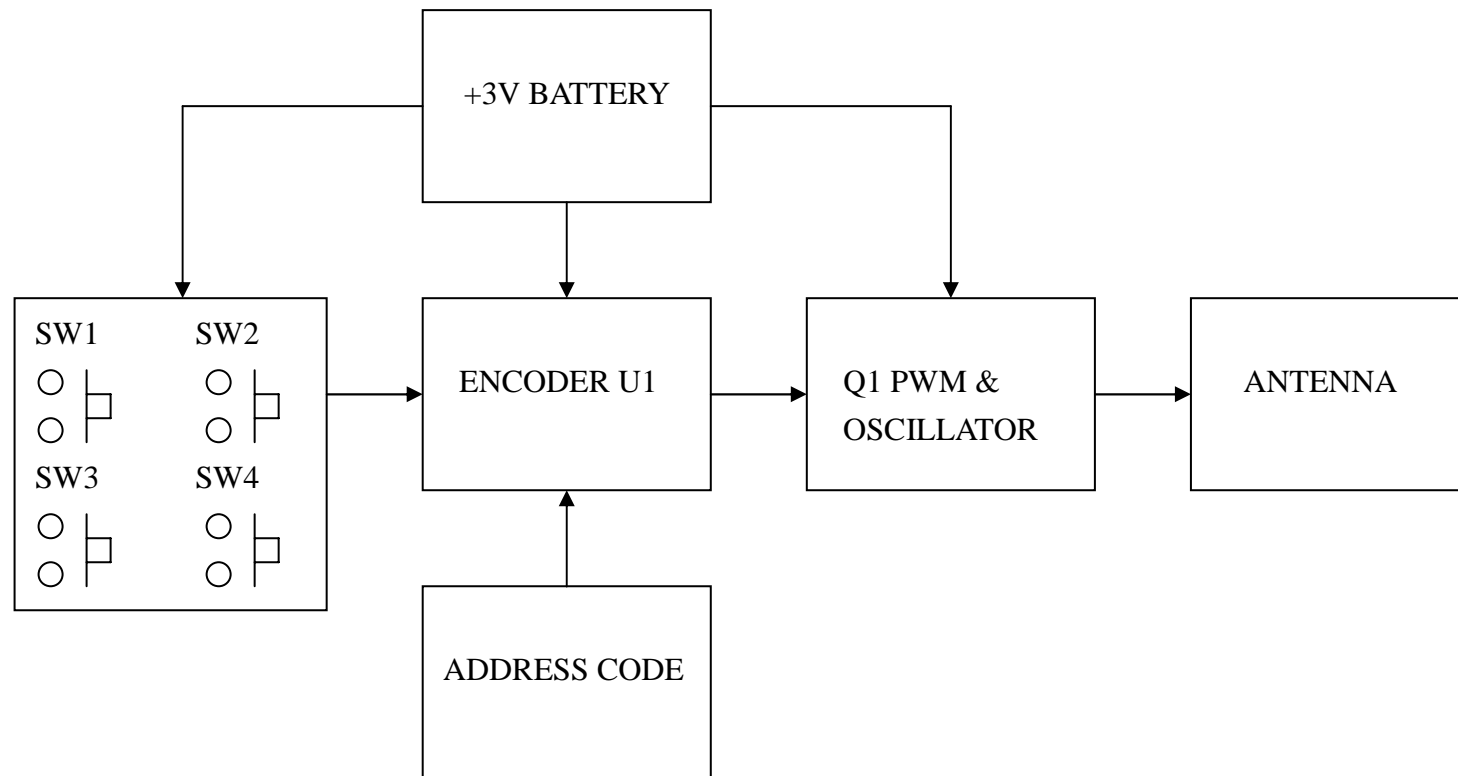 +3V BATTERY
SW1
SW2
ENCODER U1
Q1 PWM &
OSCILLATOR
ANTENNA
SW3
SW4
ADDRESS CODE